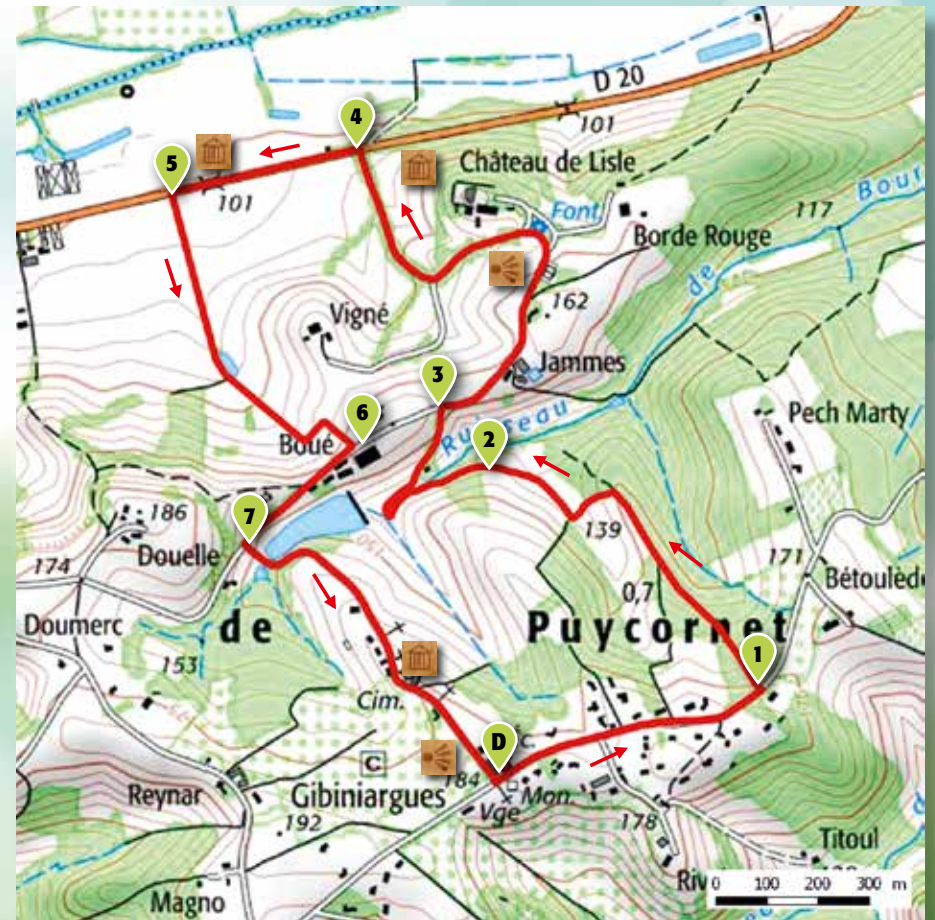 D 20
4
101
Château de Lisle
5
101
Font
Bour
117
Borde Rouge
de
Vigné
162
Jammes
3
Ruisseau
Pech Marty
6
2
Boué
186
7
139
174
Douelle
150
171
0,7
Bétoulède
Doumerc
de
Puycornet
153
1
Cim.
D
C
184
Mon.
Reynar
Gibiniargues
Vge
192
178
Titoul
Riv
0 100 200 300 m
Magno